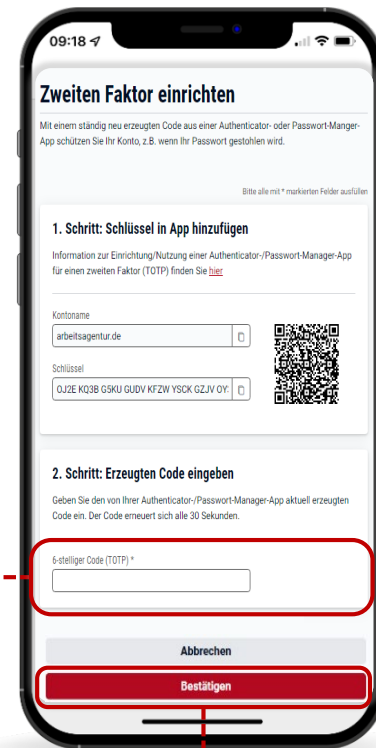 09:18
Zweiten Faktor einrichten
Mit einem ständig neu erzeugten Code aus einer Authenticator- oder Passwort-Manger-
App schützen Sie Ihr Konto, z.B. wenn Ihr Passwort gestohlen wird.
Bitte alle mit * markierten Felder ausfüllen
1. Schritt: Schlüssel in App hinzufügen
Information zur Einrichtung/Nutzung einer Authenticator-/Passwort-Manager-App
für einen zweiten Faktor (TOTP) finden Sie hier
Kontoname
arbeitsagentur.de
Schlüssel
OJ2E KQ3B G5KU GUDV KFZW YSCK GZJV OY
2. Schritt: Erzeugten Code eingeben
Geben Sie den von Ihrer Authenticator-/Passwort-Manager-App aktuell erzeugten
Code ein. Der Code erneuert sich alle 30 Sekunden.
6-stelliger Code (TOTP) *
Abbrechen
Bestätigen